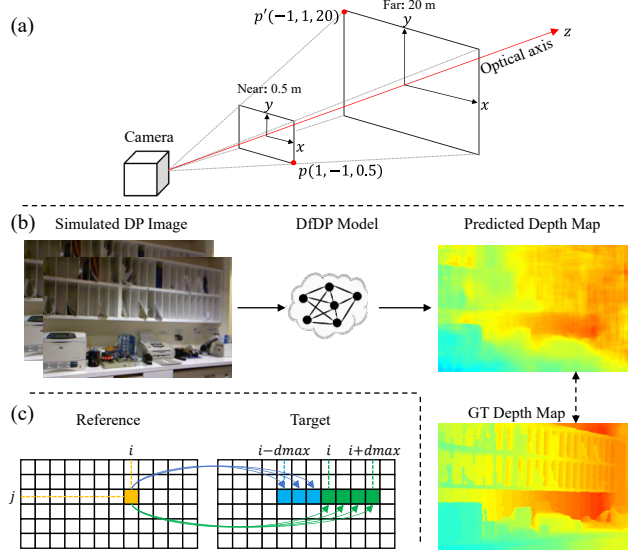 (a)
p′(−1, 1, 20)
Far: 20 m
y
z
Optical axis
x
Near: 0.5 m
y
x
Camera
p(1, −1, 0.5)
(b)
Simulated DP Image
DfDP Model
Predicted Depth Map
GT Depth Map
(c)
Reference
Target
i
i−dmax
i
i+dmax
j